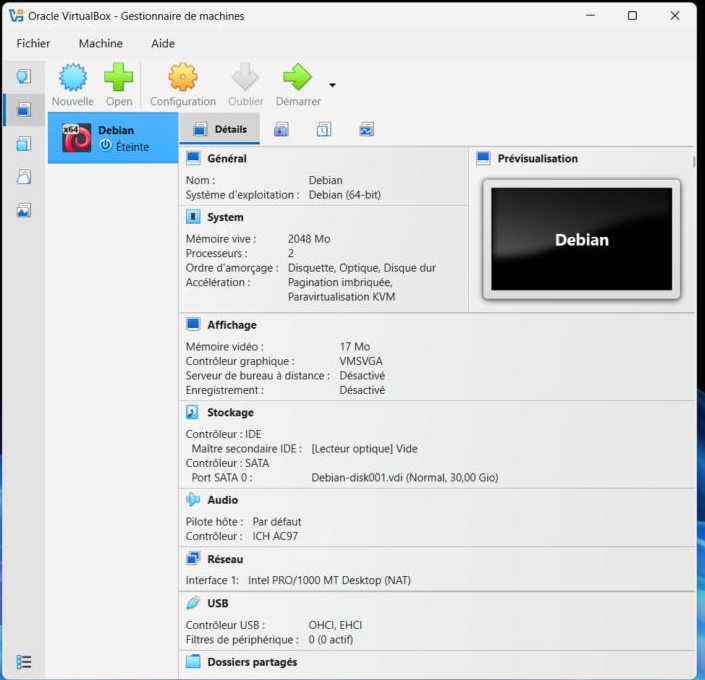 Oracle VirtualBox - Gestionnaire de machines
Fichier Machine Aide
Nouvelle Open Configuration Oublier Démarrer
x64
Debian
Éteinte
Détails
Général
Nom : Debian
Système d'exploitation : Debian (64-bit)
Prévisualisation
Debian
System
Mémoire vive : 2048 Mo
Processeurs : 2
Ordre d'amorçage : Disquette, Optique, Disque dur
Accélération : Pagination imbriquée,
Paravirtualisation KVM
Affichage
Mémoire vidéo : 17 Mo
Contrôleur graphique : VMSVGA
Serveur de bureau à distance : Désactivé
Enregistrement : Désactivé
Stockage
Contrôleur : IDE
Maître secondaire IDE : [Lecteur optique] Vide
Contrôleur : SATA
Port SATA 0 : Debian-disk001.vdi (Normal, 30,00 Gio)
Audio
Pilote hôte : Par défaut
Contrôleur : ICH AC97
Réseau
Interface 1: Intel PRO/1000 MT Desktop (NAT)
USB
Contrôleur USB : OHCI, EHCI
Filtres de périphérique : 0 (0 actif)
Dossiers partagés